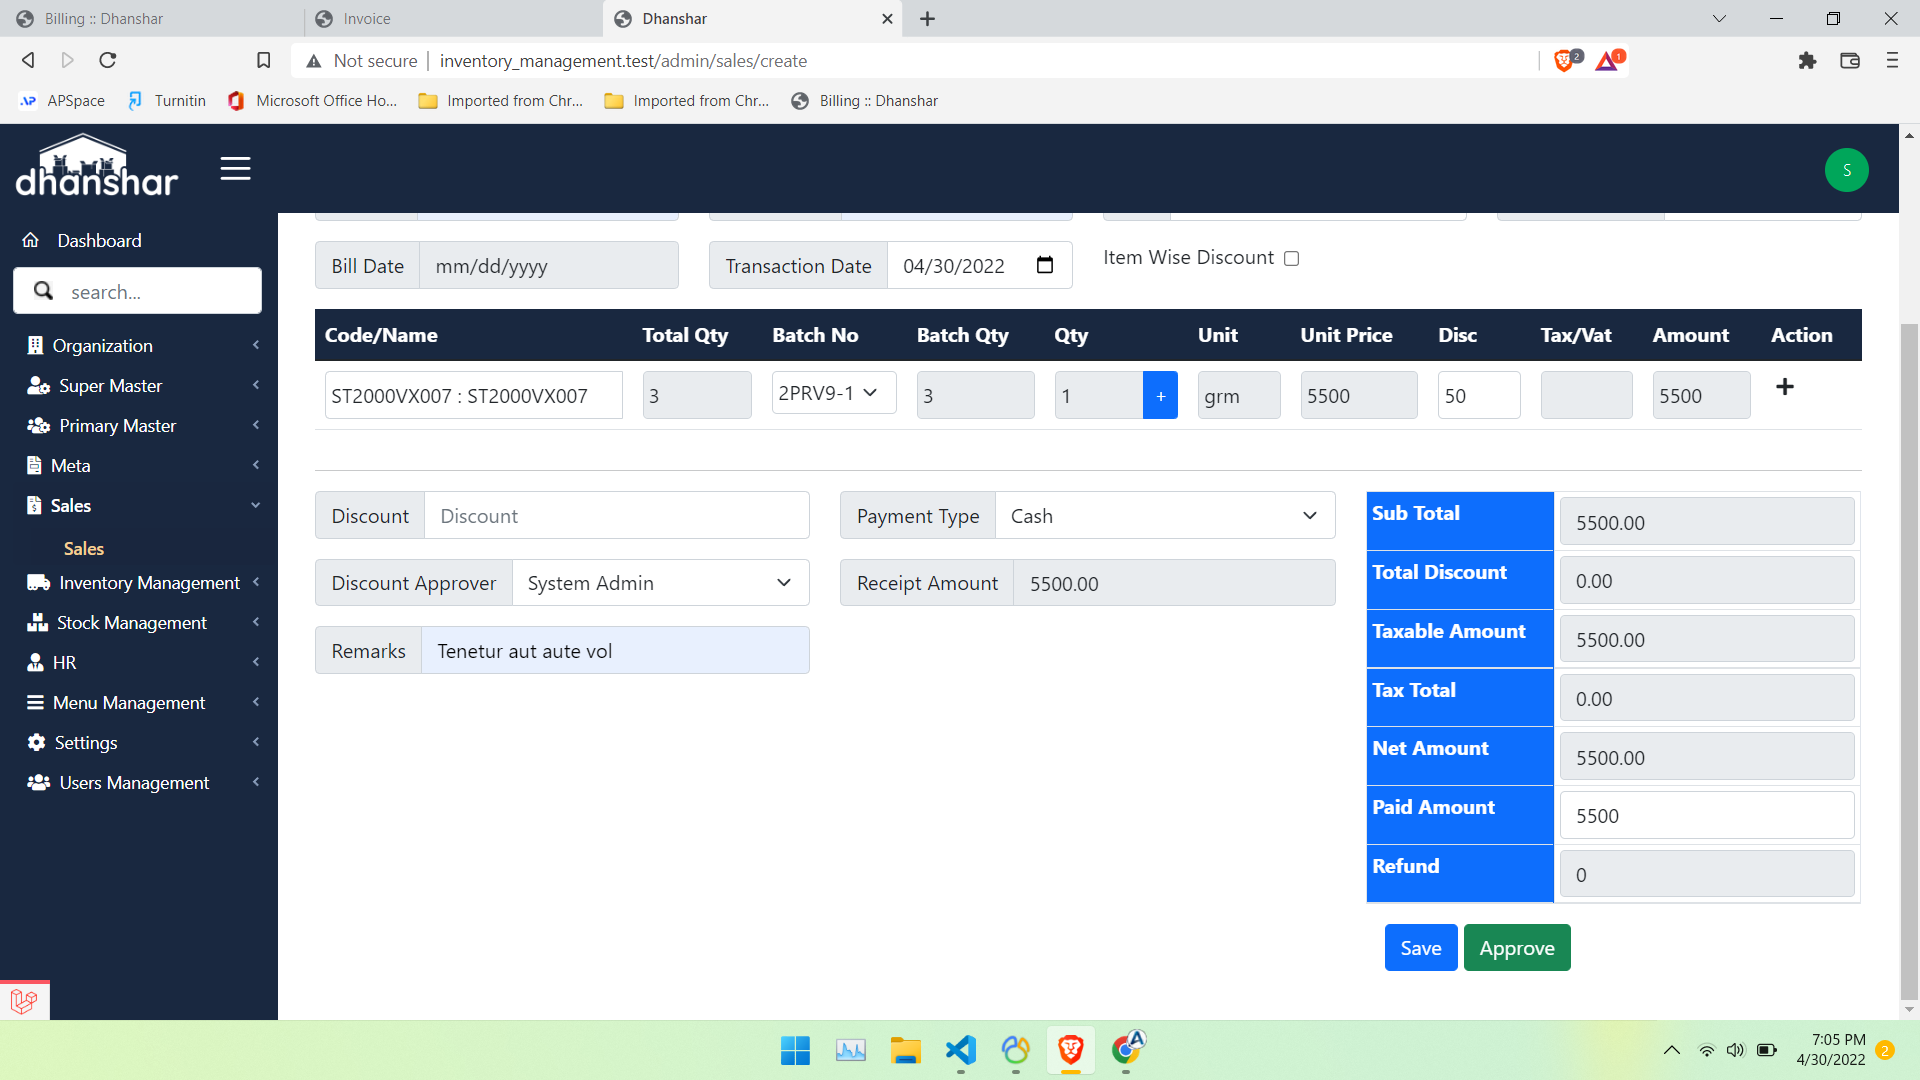 Billing :: Dhanshar
Invoice
Dhanshar
Not secure
inventory_management.test/admin/sales/create
2
1
APSpace
Turnitin
Microsoft Office Ho...
Imported from Chr...
Imported from Chr...
Billing :: Dhanshar
dhanshar
S
Dashboard
search...
Organization
Super Master
Primary Master
Meta
Sales
Sales
Inventory Management
Stock Management
HR
Menu Management
Settings
Users Management
Bill Date mm/dd/yyyy
Transaction Date 04/30/2022
Item Wise Discount
Code/Name Total Qty Batch No Batch Qty Qty Unit Unit Price Disc Tax/Vat Amount Action
ST2000VX007 : ST2000VX007 3 2PRV9-1 3 1 + grm 5500 50 5500 +
Discount Discount
Payment Type Cash
Discount Approver System Admin
Receipt Amount 5500.00
Remarks Tenetur aut aute vol
Sub Total 5500.00
Total Discount 0.00
Taxable Amount 5500.00
Tax Total 0.00
Net Amount 5500.00
Paid Amount 5500
Refund 0
Save Approve
A
7:05 PM
4/30/2022
2